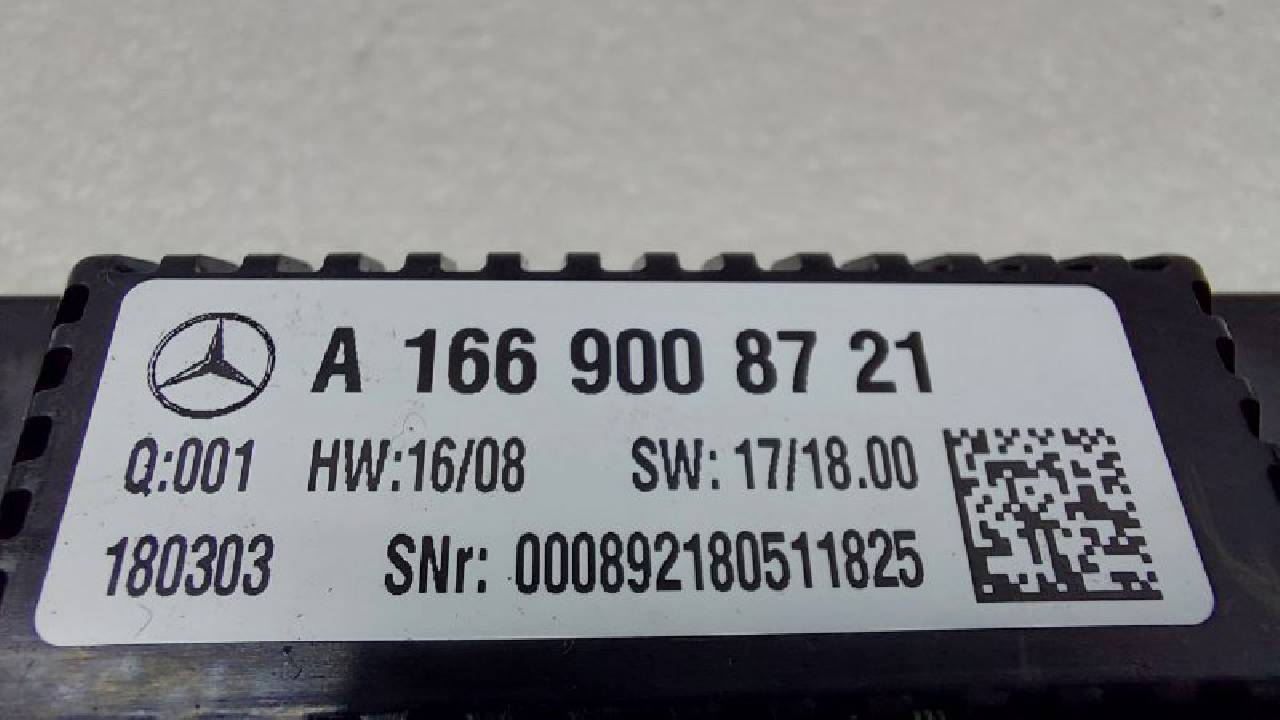 A 166 900 87 21
Q:001 HW:16/08 SW: 17/18.00
180303 SNr: 000892180511825